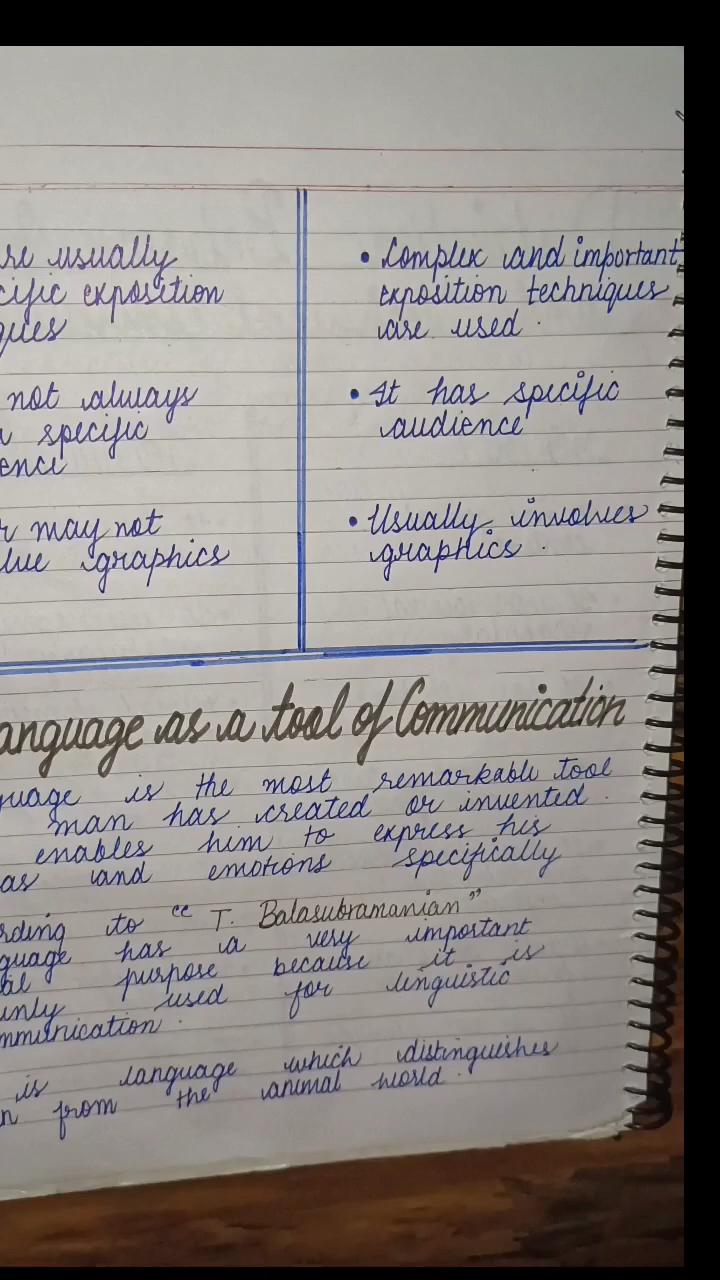 re usually
cific exposition
ques
not always
specific
ence
r may not
lve graphics
• Complex and important
exposition techniques
are used.
• It has specific
audience
• Usually involves
graphics.
anguage as a tool of Communication
guage is the most remarkable tool
man has created or invented.
enables him to express his
as and emotions specifically
rding to “T. Balasubramanian”
guage has a very important
ial purpose because it is
inly used for linguistic
mmunication.
is language which distinguishes
n from the animal world.